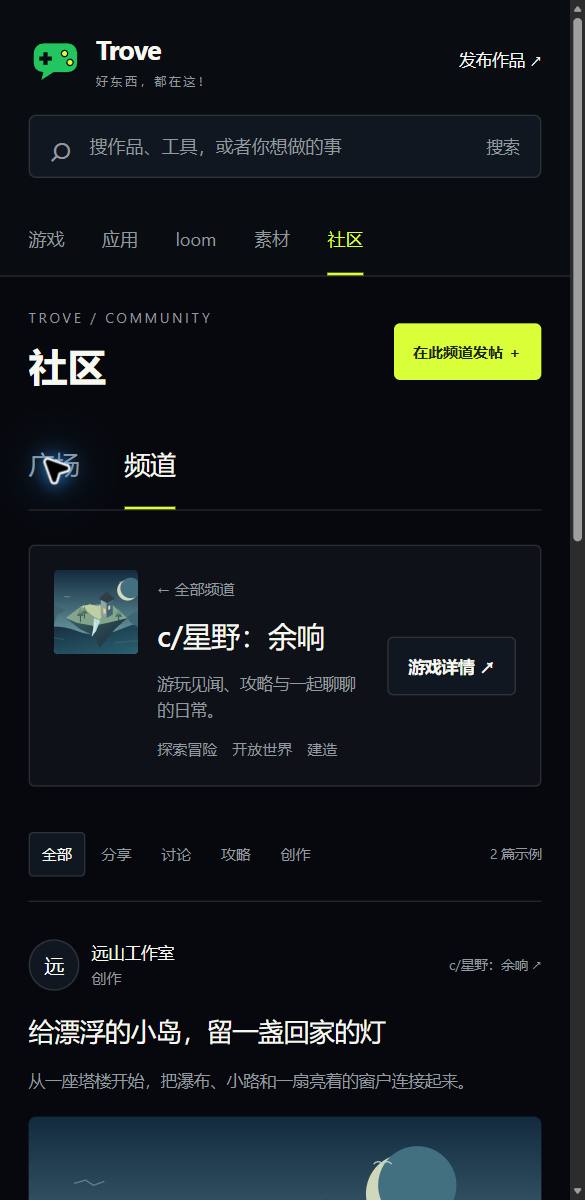 Trove
好东西，都在这！
发布作品 ↗
搜作品、工具，或者你想做的事
搜索
游戏 应用 loom 素材 社区
TROVE / COMMUNITY
社区
在此频道发帖 +
广场 频道
← 全部频道
c/星野：余响
游玩见闻、攻略与一起聊聊
的日常。
探索冒险 开放世界 建造
游戏详情 ↗
全部 分享 讨论 攻略 创作 2 篇示例
远
远山工作室
创作
c/星野：余响 ↗
给漂浮的小岛，留一盏回家的灯
从一座塔楼开始，把瀑布、小路和一扇亮着的窗户连接起来。